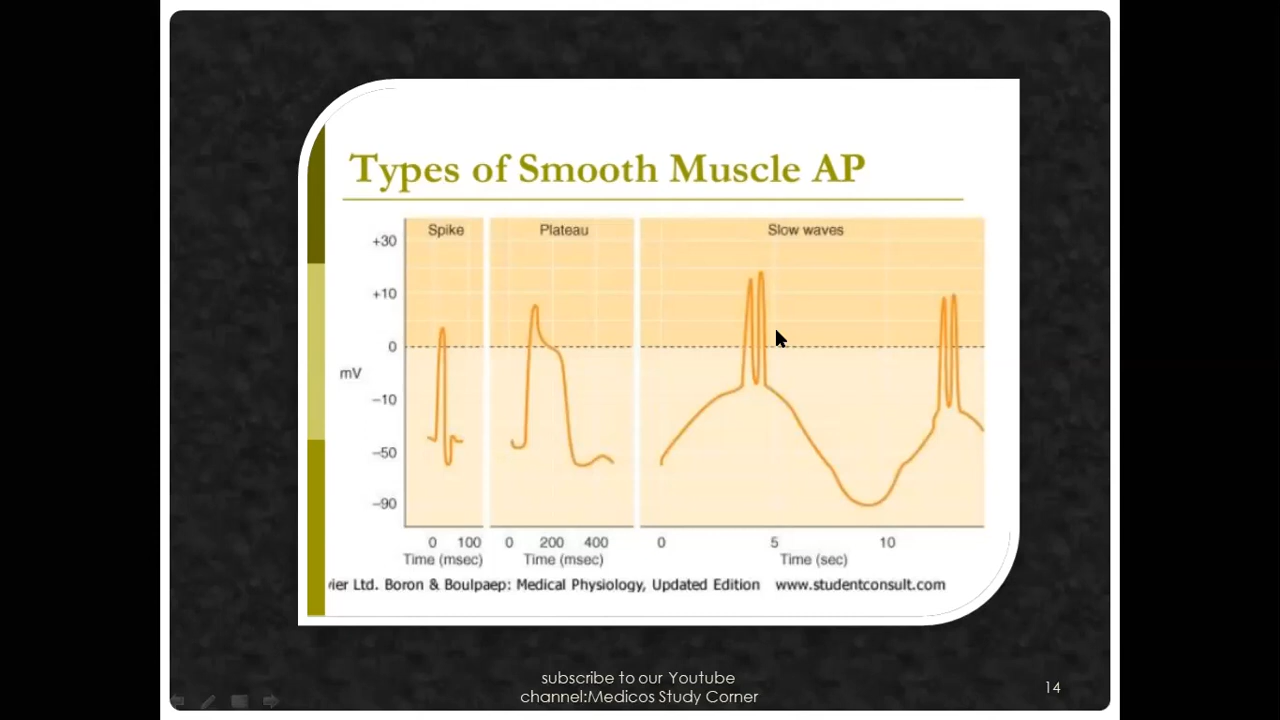 Types of Smooth Muscle AP
Spike
Plateau
Slow waves
+30
+10
0
mV
−10
−50
−90
0 100
0 200 400
0 5 10
Time (msec)
Time (msec)
Time (sec)
Ltd. Boron & Boulpaep: Medical Physiology, Updated Edition www.studentconsult.com
subscribe to our Youtube
channel:Medicos Study Corner
14